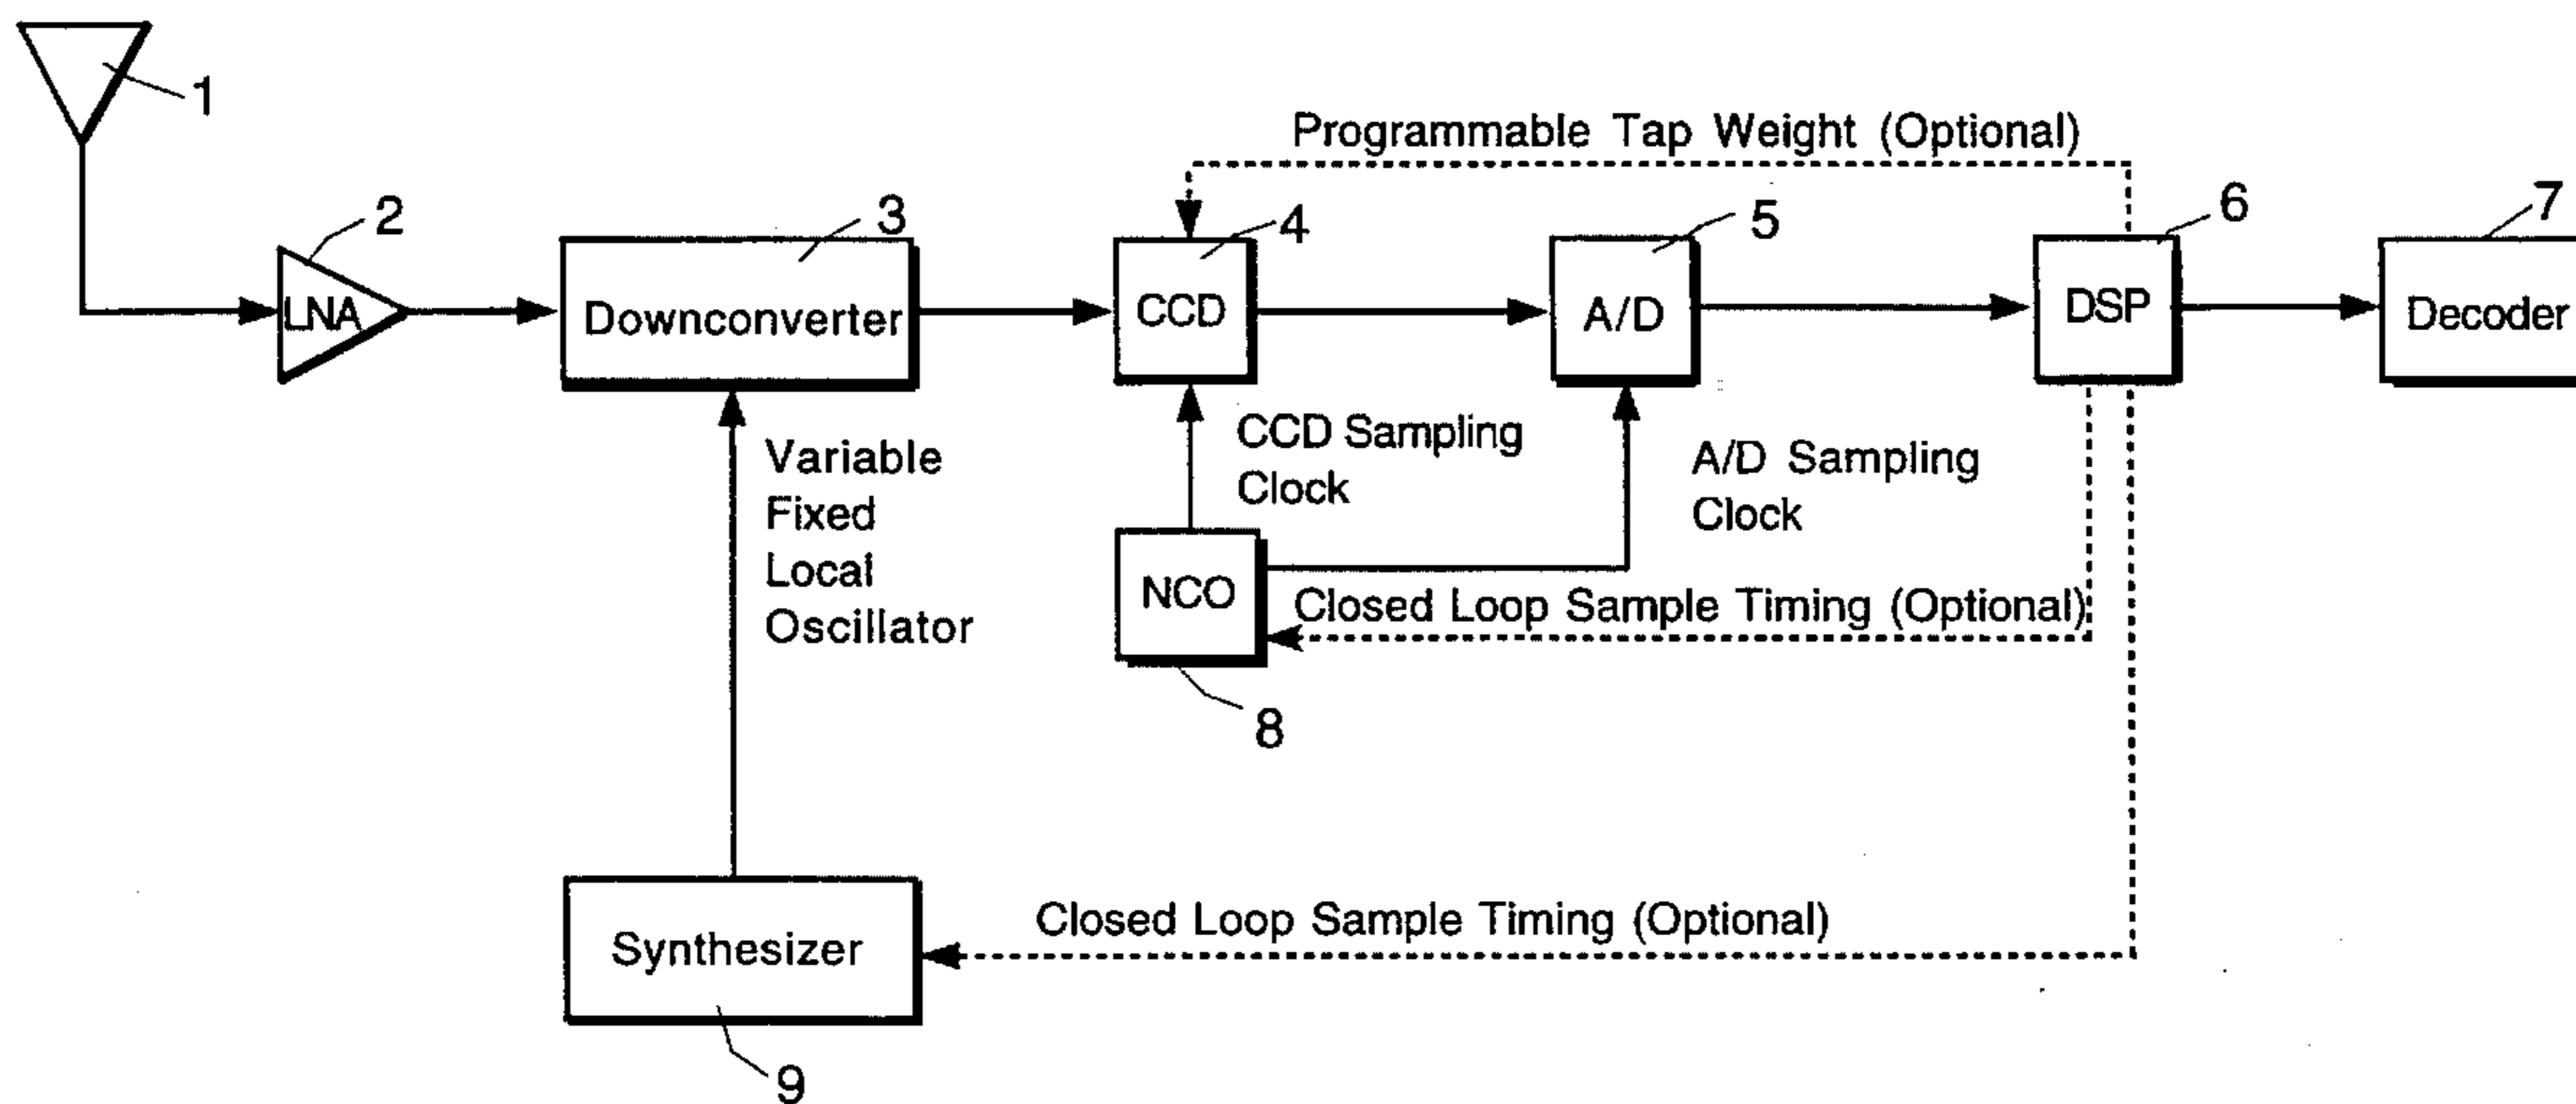 1
Programmable Tap Weight (Optional)
2
3
4
5
6
7
LNA
Downconverter
CCD
A/D
DSP
Decoder
Variable
Fixed
Local
Oscillator
CCD Sampling
Clock
A/D Sampling
Clock
NCO
Closed Loop Sample Timing (Optional)
8
Closed Loop Sample Timing (Optional)
Synthesizer
9